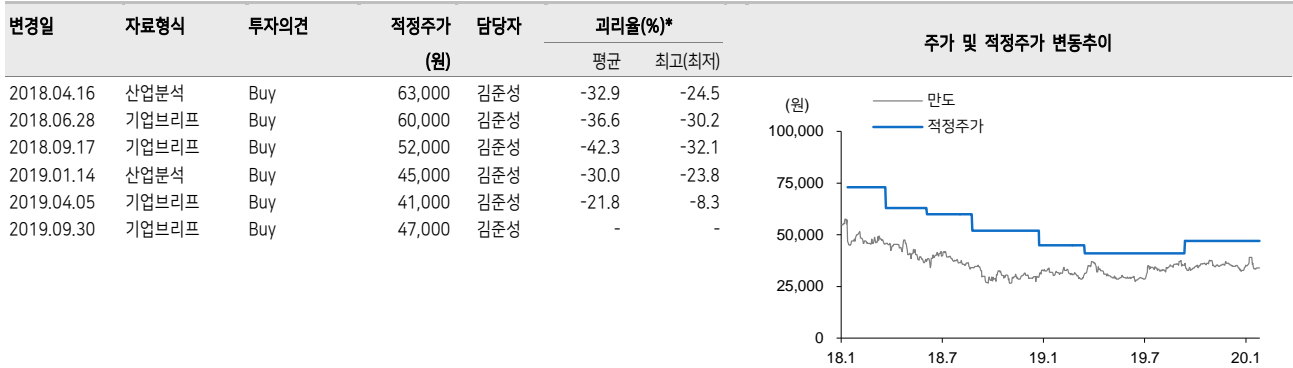 변경일 자료형식 투자의견 적정주가 담당자 괴리율(%)* 주가 및 적정주가 변동추이
(원) 평균 최고(최저)
2018.04.16 산업분석 Buy 63,000 김준성 -32.9 -24.5
2018.06.28 기업브리프 Buy 60,000 김준성 -36.6 -30.2
2018.09.17 기업브리프 Buy 52,000 김준성 -42.3 -32.1
2019.01.14 산업분석 Buy 45,000 김준성 -30.0 -23.8
2019.04.05 기업브리프 Buy 41,000 김준성 -21.8 -8.3
2019.09.30 기업브리프 Buy 47,000 김준성 - -
(원)
만도
적정주가
100,000
75,000
50,000
25,000
0
18.1 18.7 19.1 19.7 20.1